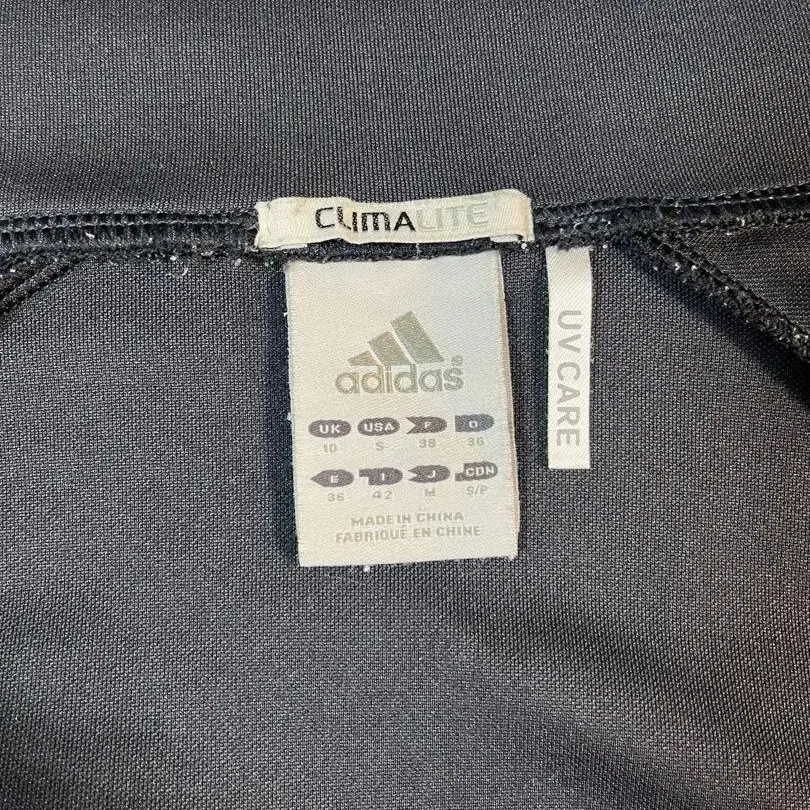 CLIMALITE
adidas®
UK USA F D
10 S 38 36
E I J CDN
36 42 M S/P
MADE IN CHINA
FABRIQUÉ EN CHINE
UV CARE